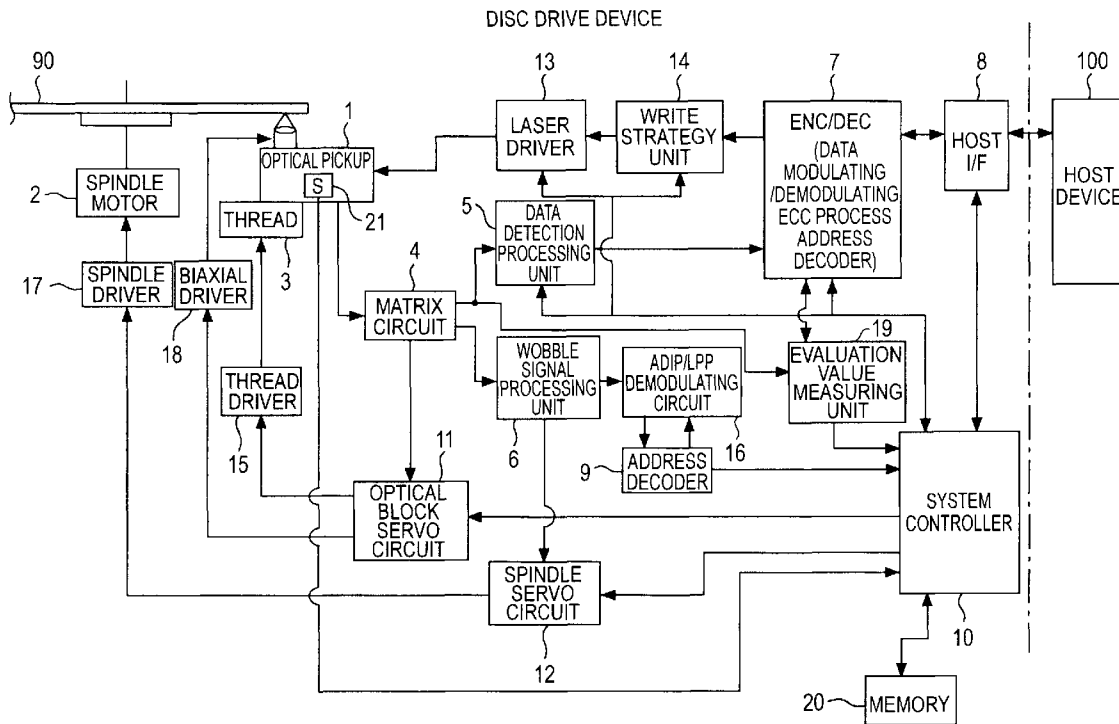 DISC DRIVE DEVICE
90
13
14
7
8
100
1
LASER
DRIVER
WRITE
STRATEGY
UNIT
ENC/DEC
(DATA
MODULATING
/DEMODULATING
ECC PROCESS
ADDRESS
DECODER)
HOST
I/F
HOST
DEVICE
OPTICAL PICKUP
S
21
2
SPINDLE
MOTOR
THREAD
3
5
DATA
DETECTION
PROCESSING
UNIT
4
17
SPINDLE
DRIVER
BIAXIAL
DRIVER
18
MATRIX
CIRCUIT
19
EVALUATION
VALUE
MEASURING
UNIT
WOBBLE
SIGNAL
PROCESSING
UNIT
6
ADIP/LPP
DEMODULATING
CIRCUIT
16
THREAD
DRIVER
15
9
ADDRESS
DECODER
11
OPTICAL
BLOCK
SERVO
CIRCUIT
SYSTEM
CONTROLLER
10
SPINDLE
SERVO
CIRCUIT
12
20
MEMORY